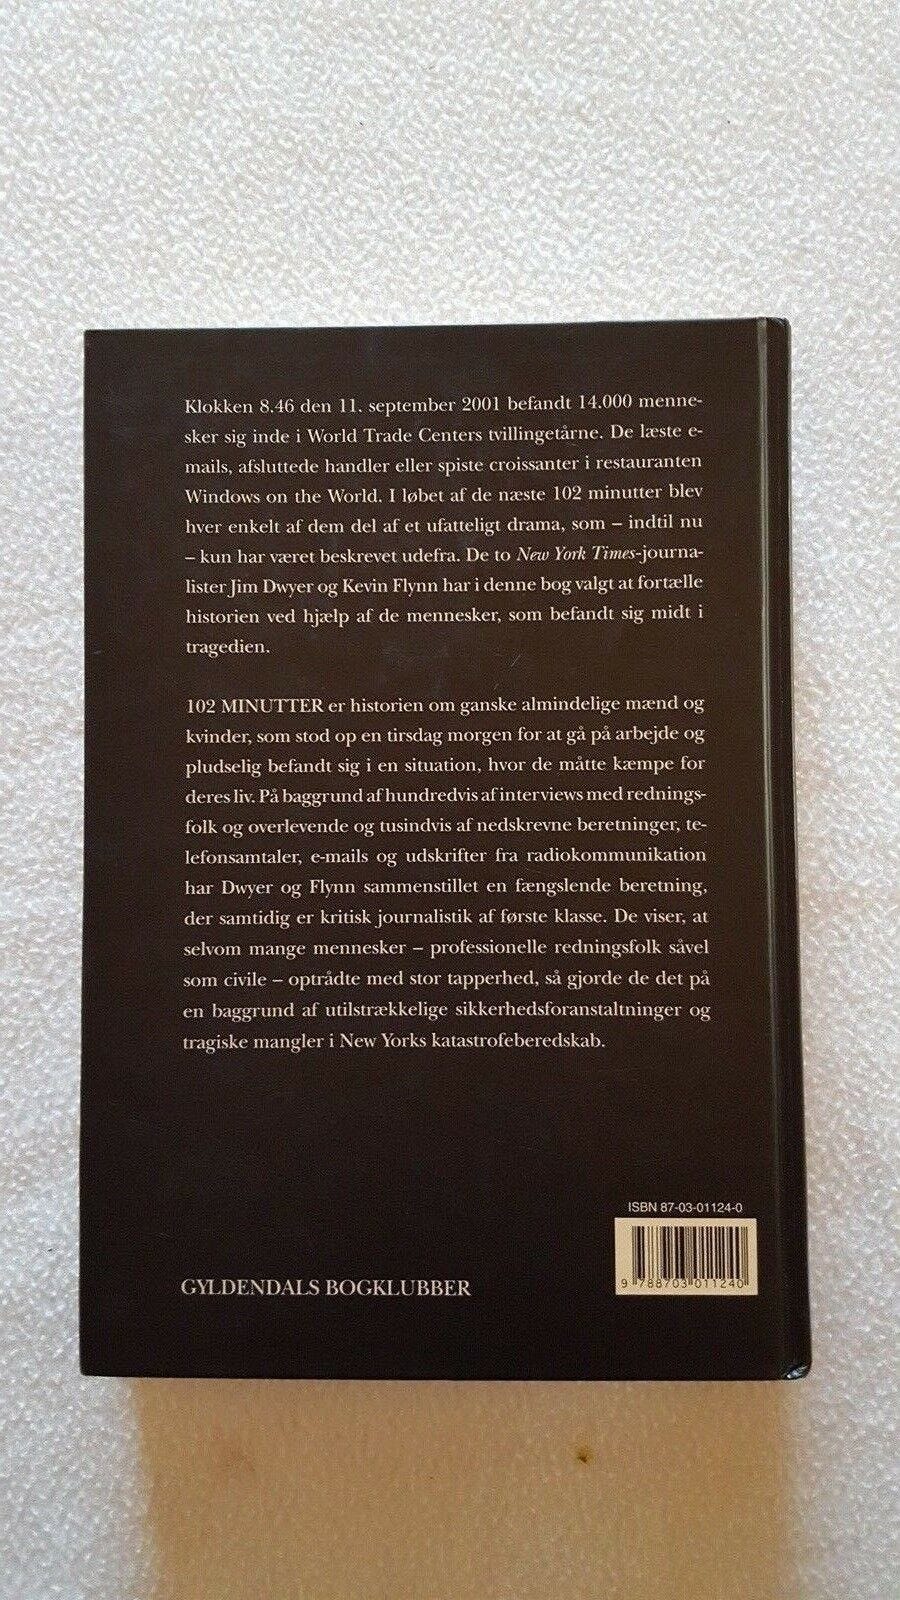 Klokken 8.46 den 11. september 2001 befandt 14.000 menne-
sker sig inde i World Trade Centers tvillingetårne. De læste e-
mails, afsluttede handler eller spiste croissanter i restauranten
Windows on the World. I løbet af de næste 102 minutter blev
hver enkelt af dem del af et ufatteligt drama, som – indtil nu
– kun har været beskrevet udefra. De to New York Times-journa-
lister Jim Dwyer og Kevin Flynn har i denne bog valgt at fortælle
historien ved hjælp af de mennesker, som befandt sig midt i
tragedien.
102 MINUTTER er historien om ganske almindelige mænd og
kvinder, som stod op en tirsdag morgen for at gå på arbejde og
pludselig befandt sig i en situation, hvor de måtte kæmpe for
deres liv. På baggrund af hundredvis af interviews med rednings-
folk og overlevende og tusindvis af nedskrevne beretninger, te-
lefonsamtaler, e-mails og udskrifter fra radiokommunikation
har Dwyer og Flynn sammenstillet en fængslende beretning,
der samtidig er kritisk journalistik af første klasse. De viser, at
selvom mange mennesker – professionelle redningsfolk såvel
som civile – optrådte med stor tapperhed, så gjorde de det på
en baggrund af utilstrækkelige sikkerhedsforanstaltninger og
tragiske mangler i New Yorks katastrofeberedskab.
ISBN 87-03-01124-0
9 788703 011240
GYLDENDALS BOGKLUBBER